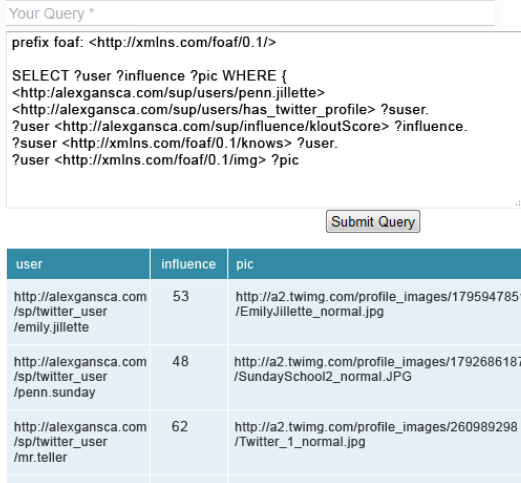 Your Query *
prefix foaf: <http://xmlns.com/foaf/0.1/>
SELECT ?user ?influence ?pic WHERE {
<http:/alexgansca.com/sup/users/penn.jillette>
<http://alexgansca.com/sup/users/has_twitter_profile> ?suser.
?user <http://alexgansca.com/sup/influence/kloutScore> ?influence.
?suser <http://xmlns.com/foaf/0.1/knows> ?user.
?user <http://xmlns.com/foaf/0.1/img> ?pic
Submit Query
user influence pic
http://alexgansca.com 53 http://a2.twimg.com/profile_images/179594785
/sp/twitter_user /EmilyJillette_normal.jpg
/emily.jillette
http://alexgansca.com 48 http://a2.twimg.com/profile_images/1792686187
/sp/twitter_user /SundaySchool2_normal.JPG
/penn.sunday
http://alexgansca.com 62 http://a2.twimg.com/profile_images/260989298
/sp/twitter_user /Twitter_1_normal.jpg
/mr.teller